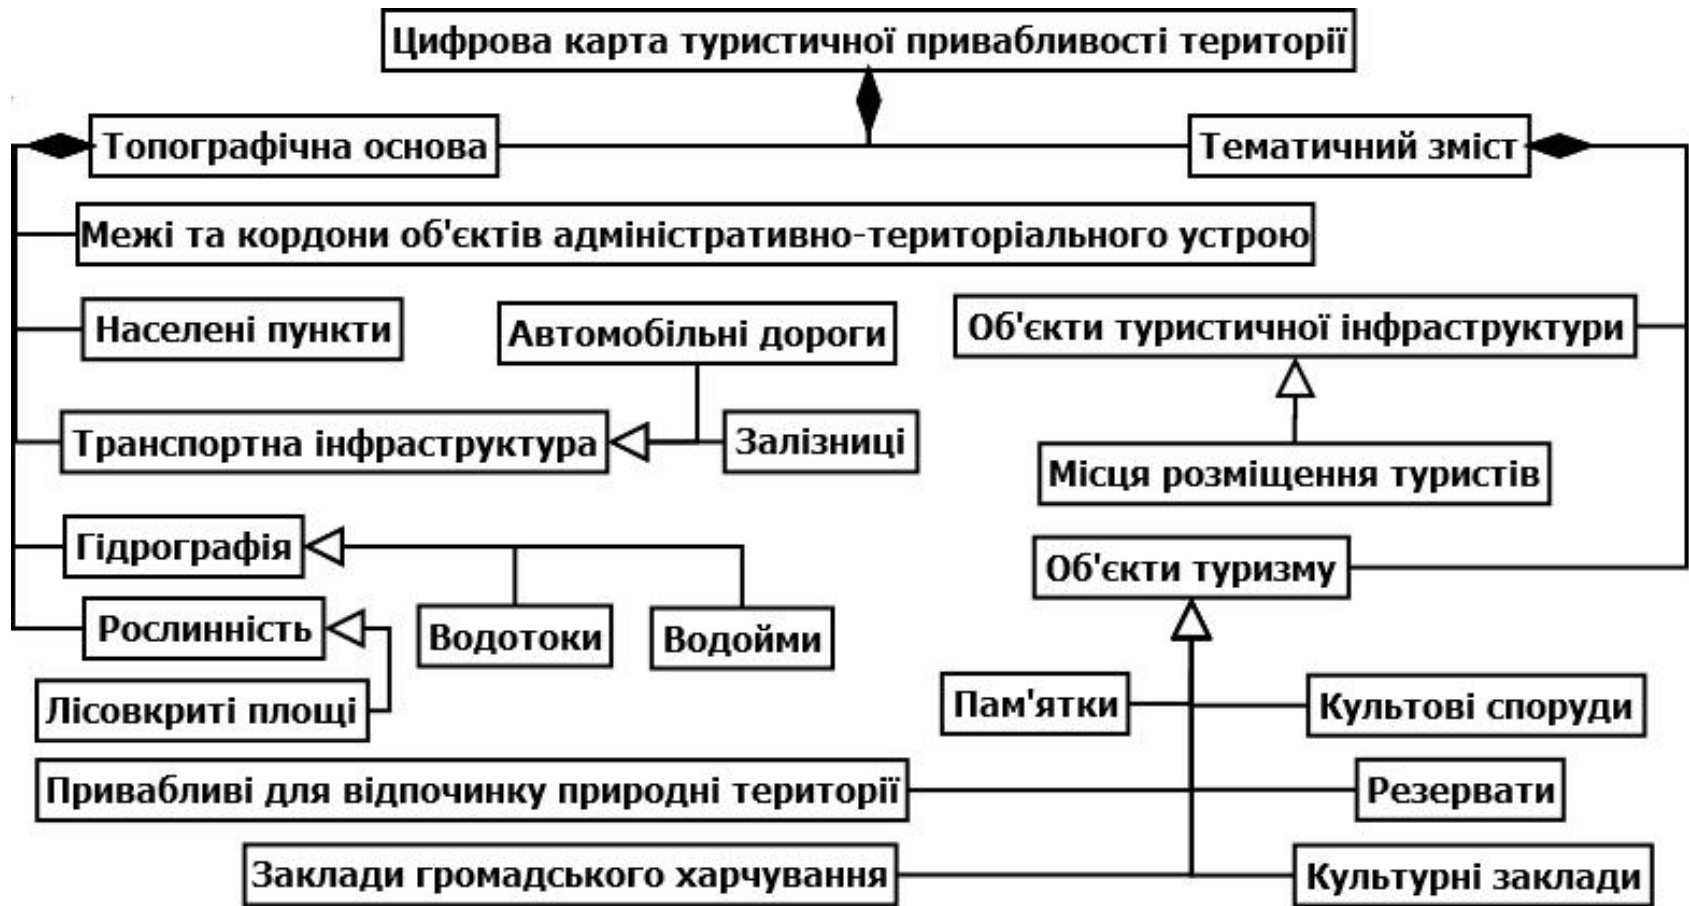 Цифрова карта туристичної привабливості території
Топографічна основа
Тематичний зміст
Межі та кордони об'єктів адміністративно-територіального устрою
Населені пункти
Автомобільні дороги
Об'єкти туристичної інфраструктури
Транспортна інфраструктура
Залізниці
Місця розміщення туристів
Гідрографія
Об'єкти туризму
Рослинність
Водотоки
Водойми
Лісовкриті площі
Пам'ятки
Культові споруди
Привабливі для відпочинку природні території
Резервати
Заклади громадського харчування
Культурні заклади